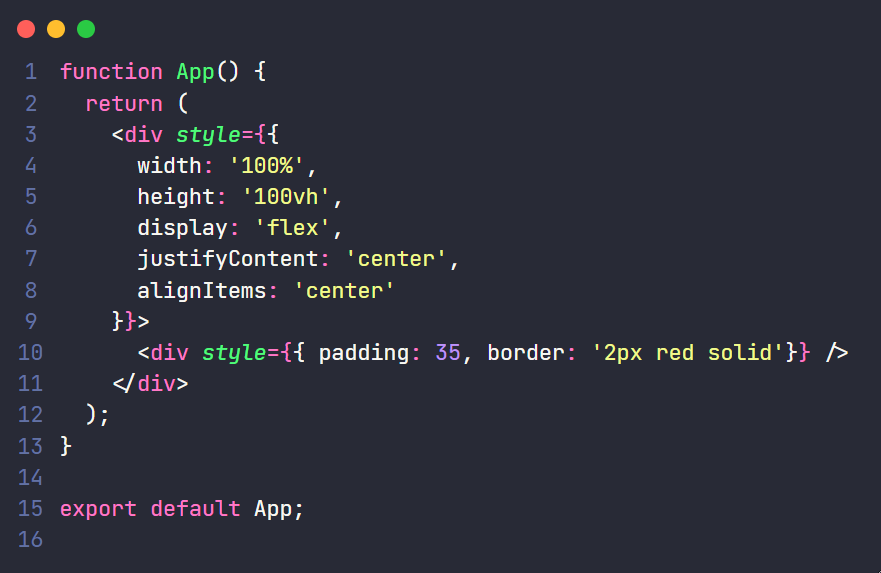 1 function App() {
2   return (
3     <div style={{
4       width: '100%',
5       height: '100vh',
6       display: 'flex',
7       justifyContent: 'center',
8       alignItems: 'center'
9     }}>
10       <div style={{ padding: 35, border: '2px red solid'}} />
11     </div>
12   );
13 }
14
15 export default App;
16